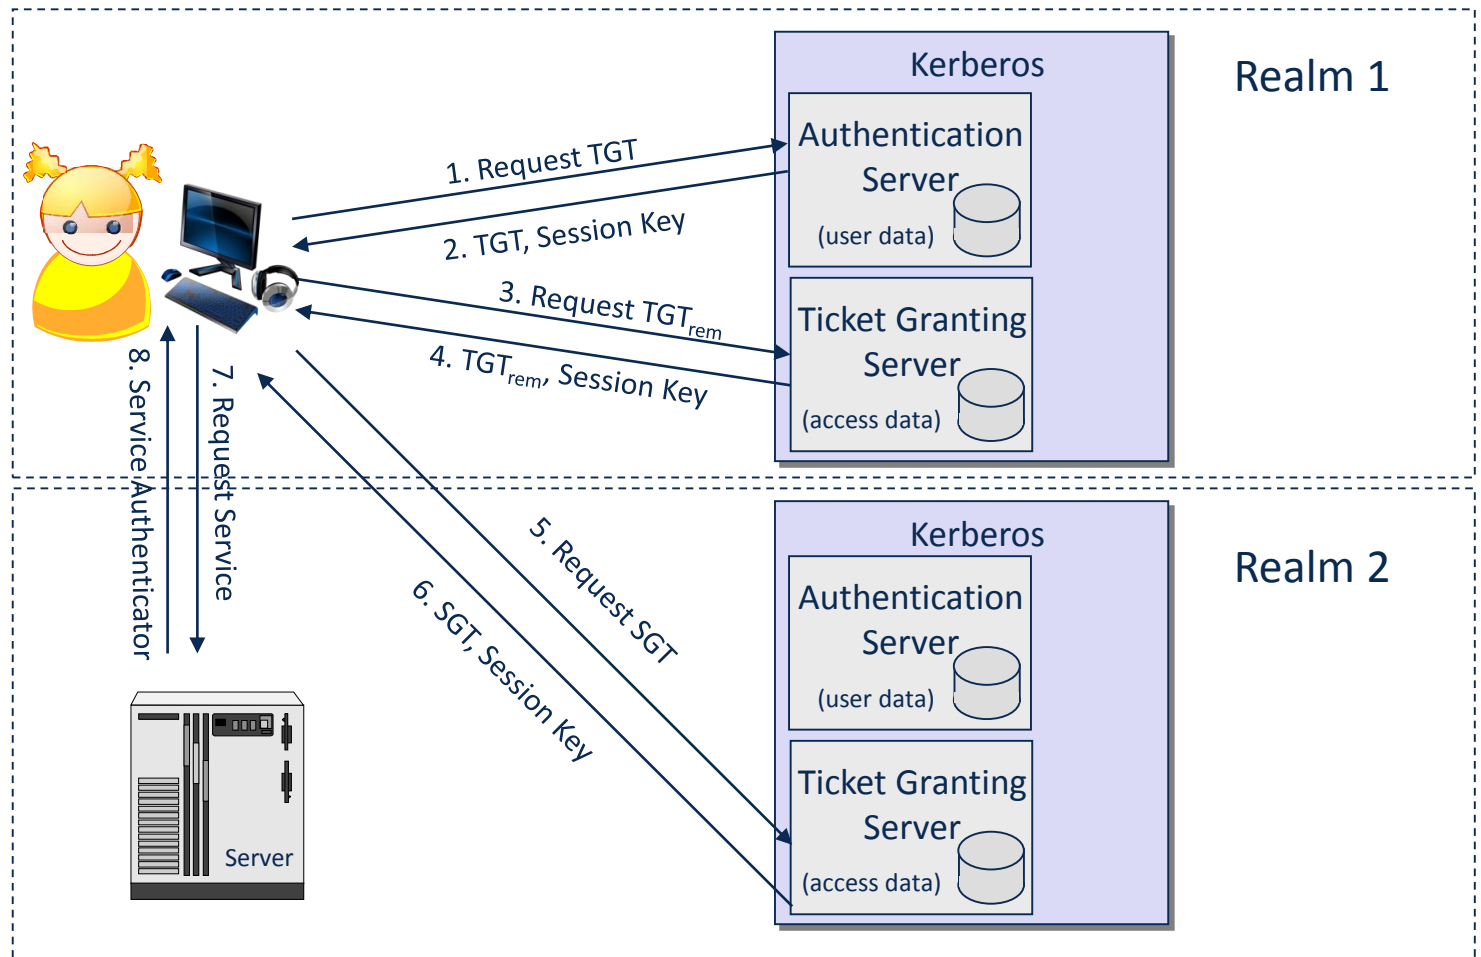 Kerberos
Realm 1
Authentication
Server
(user data)
1. Request TGT
2. TGT, Session Key
3. Request TGTrem
4. TGTrem, Session Key
Ticket Granting
Server
(access data)
8. Service Authenticator
7. Request Service
5. Request SGT
6. SGT, Session Key
Kerberos
Realm 2
Authentication
Server
(user data)
Ticket Granting
Server
(access data)
Server